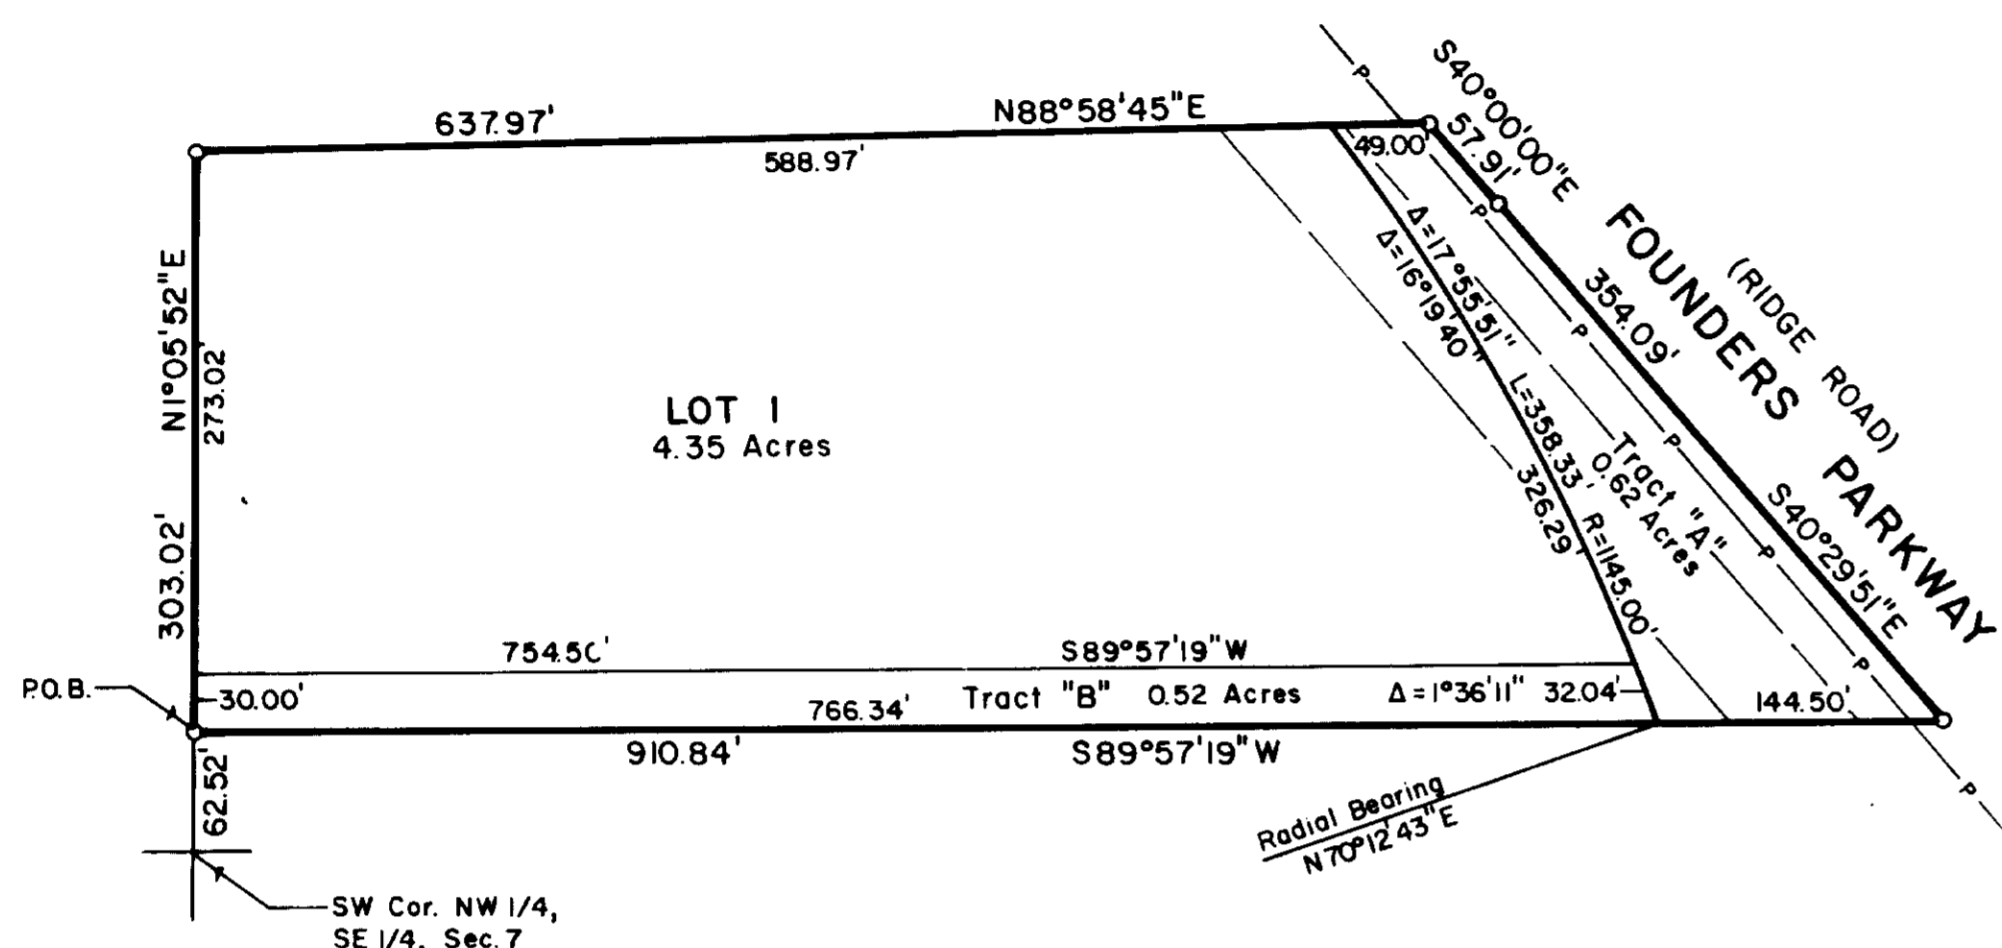 637.97'
N88°58'45"E
588.97'
49.00'
S40°00'00"E
57.91'
FOUNDERS PARKWAY
(RIDGE ROAD)
354.09'
S40°29'51"E
P
P
P
P
P
P
P
P
Δ=17°55'51" L=358.33' R=1145.00'
Δ=16°19'40"
326.29'
Tract "A"
0.62 Acres
N1°05'52"E
273.02
303.02'
LOT 1
4.35 Acres
754.50'
S89°57'19"W
P.O.B.
30.00'
Tract "B" 0.52 Acres
Δ=1°36'11" 32.04'
144.50'
766.34'
910.84'
S89°57'19"W
62.52'
Radial Bearing
N70°12'43"E
SW Cor. NW 1/4,
SE 1/4, Sec. 7